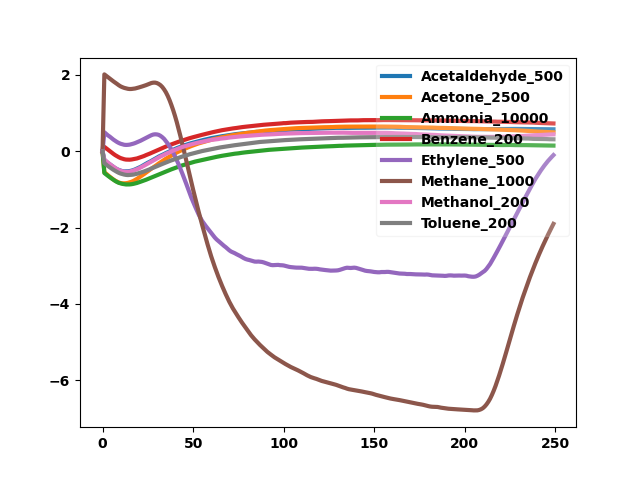 2
0
−2
−4
−6
0
50
100
150
200
250
Acetaldehyde_500
Acetone_2500
Ammonia_10000
Benzene_200
Ethylene_500
Methane_1000
Methanol_200
Toluene_200